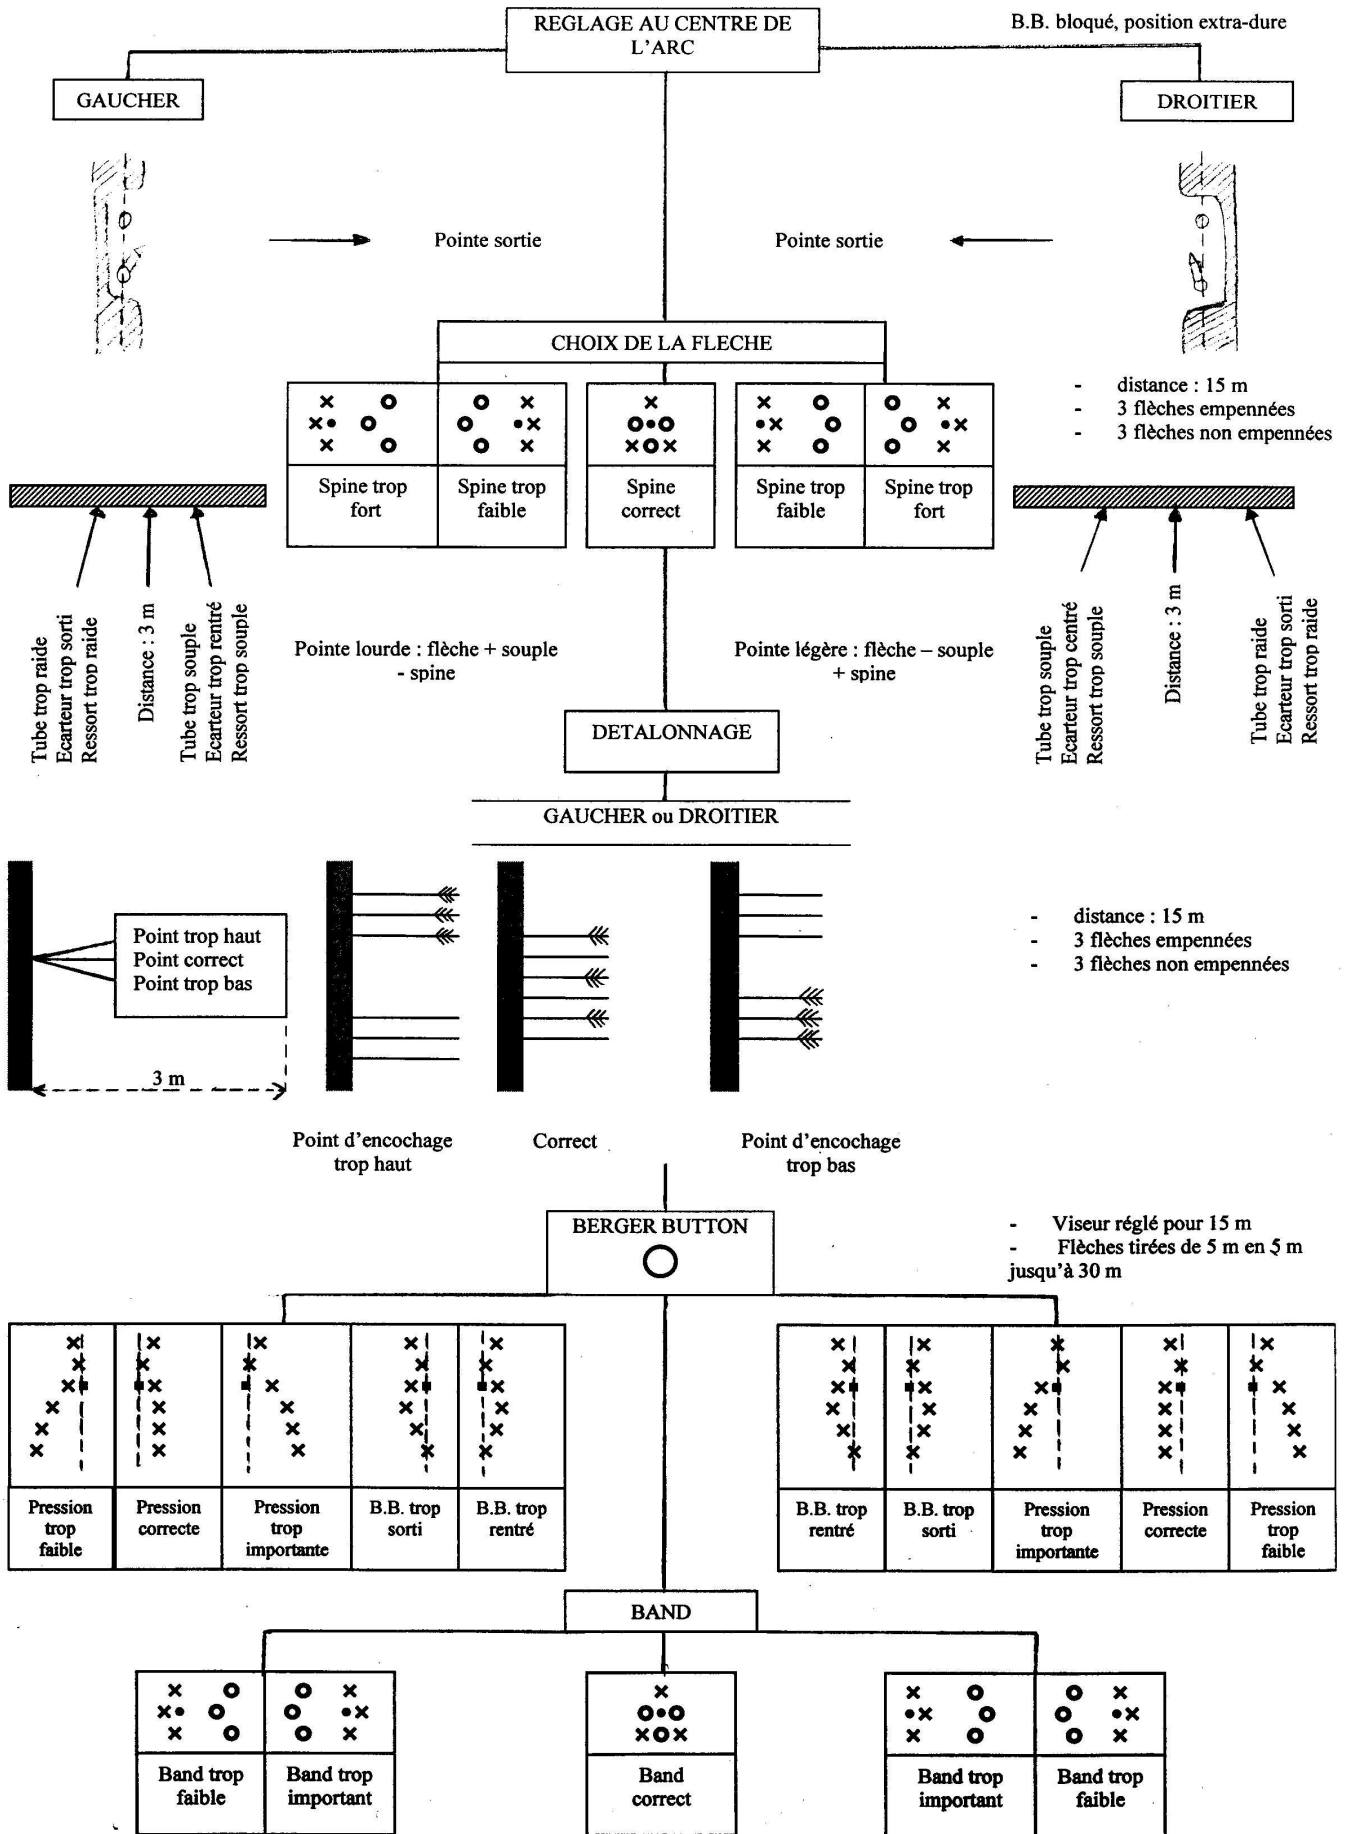 REGLAGE AU CENTRE DE
L'ARC
B.B. bloqué, position extra-dure
GAUCHER
DROITIER
Pointe sortie
Pointe sortie
CHOIX DE LA FLECHE
- distance : 15 m
- 3 flèches empennées
- 3 flèches non empennées
Spine trop
fort
Spine trop
faible
Spine
correct
Spine trop
faible
Spine trop
fort
Tube trop raide
Ecarteur trop sorti
Ressort trop raide
Distance : 3 m
Tube trop souple
Ecarteur trop rentré
Ressort trop souple
Pointe lourde : flèche + souple
- spine
Pointe légère : flèche – souple
+ spine
Tube trop souple
Ecarteur trop centré
Ressort trop souple
Distance : 3 m
Tube trop raide
Ecarteur trop sorti
Ressort trop raide
DETALONNAGE
GAUCHER ou DROITIER
Point trop haut
Point correct
Point trop bas
3 m
- distance : 15 m
- 3 flèches empennées
- 3 flèches non empennées
Point d'encochage
trop haut
Correct
Point d'encochage
trop bas
BERGER BUTTON
- Viseur réglé pour 15 m
- Flèches tirées de 5 m en 5 m
jusqu'à 30 m
Pression
trop
faible
Pression
correcte
Pression
trop
importante
B.B. trop
sorti
B.B. trop
rentré
B.B. trop
rentré
B.B. trop
sorti
Pression
trop
importante
Pression
correcte
Pression
trop
faible
BAND
Band trop
faible
Band trop
important
Band
correct
Band trop
important
Band trop
faible